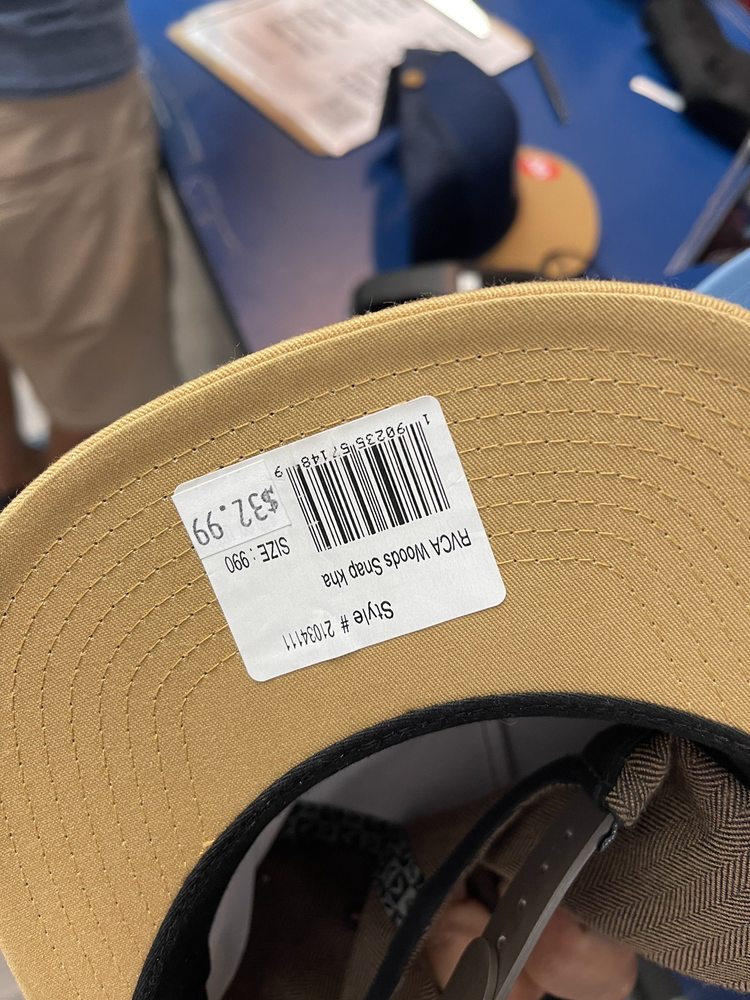 Style # 21034111
RVCA Woods Snap kha
SIZE : 990
$32.99
1 90235 57148 9